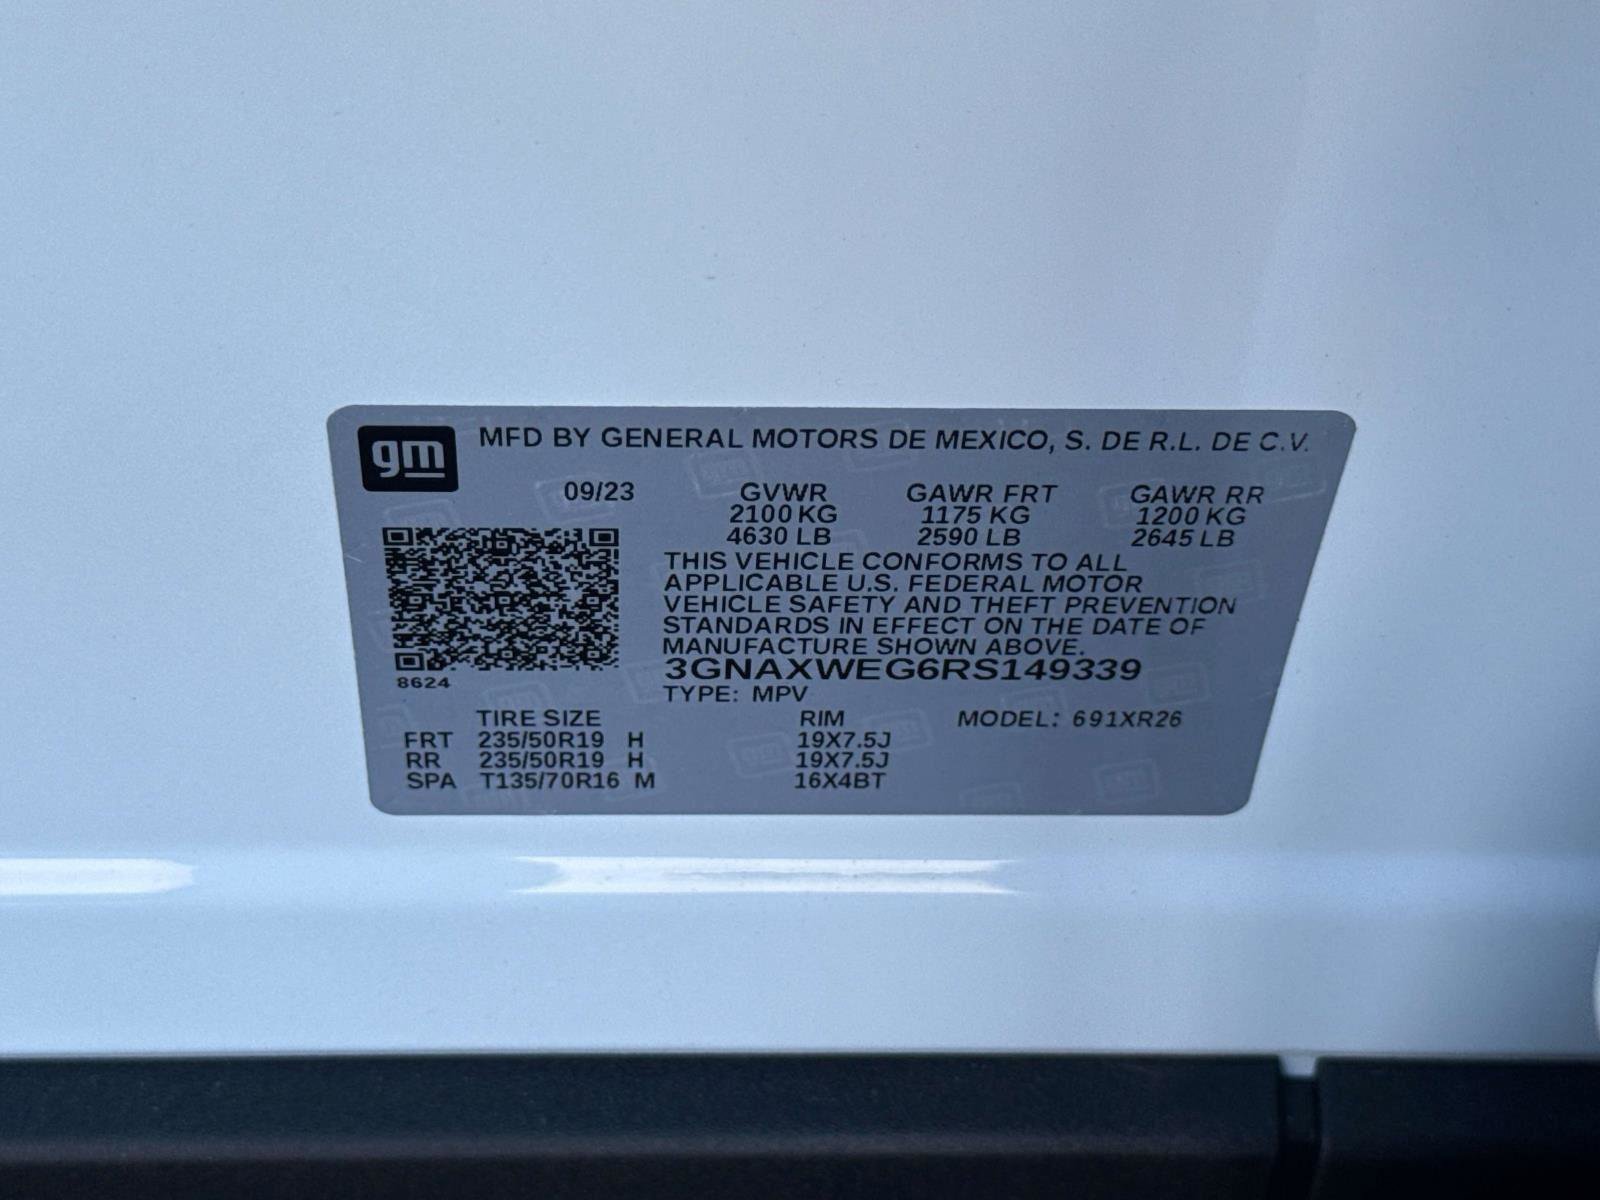 gm MFD BY GENERAL MOTORS DE MEXICO, S. DE R.L. DE C.V.
09/23 GVWR GAWR FRT GAWR RR
2100 KG 1175 KG 1200 KG
4630 LB 2590 LB 2645 LB
THIS VEHICLE CONFORMS TO ALL
APPLICABLE U.S. FEDERAL MOTOR
VEHICLE SAFETY AND THEFT PREVENTION
STANDARDS IN EFFECT ON THE DATE OF
MANUFACTURE SHOWN ABOVE.
3GNAXWEG6RS149339
8624
TYPE: MPV
TIRE SIZE RIM MODEL: 691XR26
FRT 235/50R19 H 19X7.5J
RR 235/50R19 H 19X7.5J
SPA T135/70R16 M 16X4BT